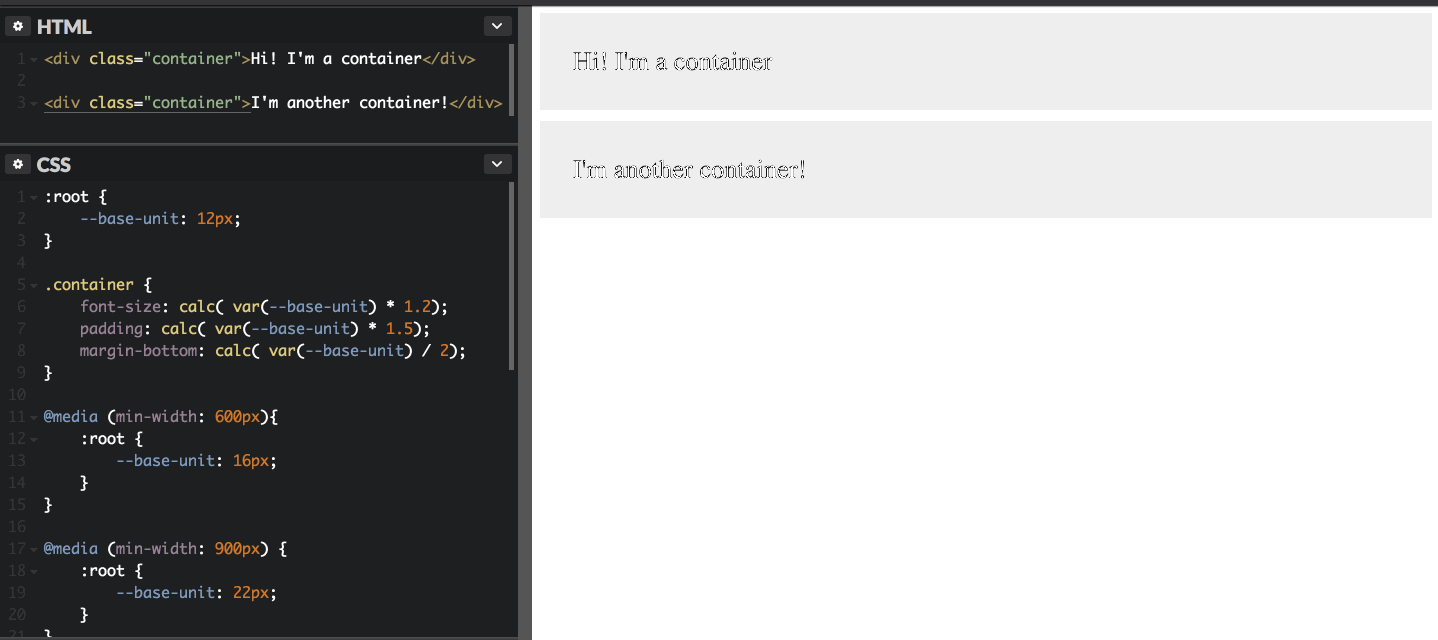 HTML
1 <div class="container">Hi! I'm a container</div>
2
3 <div class="container">I'm another container!</div>
CSS
1 :root {
2     --base-unit: 12px;
3 }
4
5 .container {
6     font-size: calc( var(--base-unit) * 1.2);
7     padding: calc( var(--base-unit) * 1.5);
8     margin-bottom: calc( var(--base-unit) / 2);
9 }
10
11 @media (min-width: 600px){
12     :root {
13         --base-unit: 16px;
14     }
15 }
16
17 @media (min-width: 900px) {
18     :root {
19         --base-unit: 22px;
20     }
21 }
Hi! I'm a container
I'm another container!